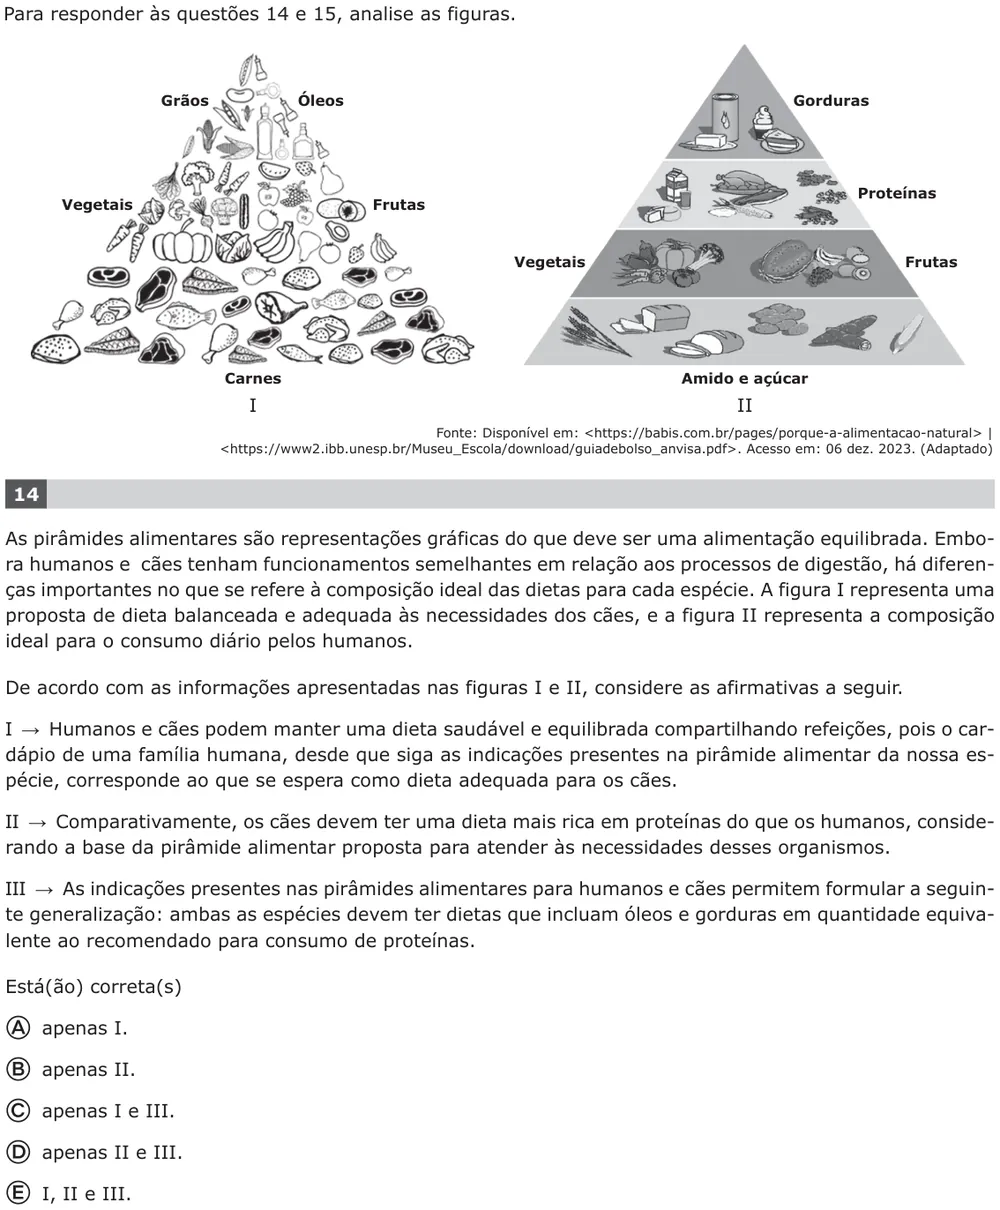 Para responder às questões 14 e 15, analise as figuras.
Grãos
Óleos
Vegetais
Frutas
Carnes
I
Gorduras
Proteínas
Vegetais
Frutas
Amido e açúcar
II
Fonte: Disponível em: <https://babis.com.br/pages/porque-a-alimentacao-natural> |
<https://www2.ibb.unesp.br/Museu_Escola/download/guiadebolso_anvisa.pdf>. Acesso em: 06 dez. 2023. (Adaptado)
14
As pirâmides alimentares são representações gráficas do que deve ser uma alimentação equilibrada. Embo-
ra humanos e cães tenham funcionamentos semelhantes em relação aos processos de digestão, há diferen-
ças importantes no que se refere à composição ideal das dietas para cada espécie. A figura I representa uma
proposta de dieta balanceada e adequada às necessidades dos cães, e a figura II representa a composição
ideal para o consumo diário pelos humanos.
De acordo com as informações apresentadas nas figuras I e II, considere as afirmativas a seguir.
I → Humanos e cães podem manter uma dieta saudável e equilibrada compartilhando refeições, pois o car-
dápio de uma família humana, desde que siga as indicações presentes na pirâmide alimentar da nossa es-
pécie, corresponde ao que se espera como dieta adequada para os cães.
II → Comparativamente, os cães devem ter uma dieta mais rica em proteínas do que os humanos, conside-
rando a base da pirâmide alimentar proposta para atender às necessidades desses organismos.
III → As indicações presentes nas pirâmides alimentares para humanos e cães permitem formular a seguin-
te generalização: ambas as espécies devem ter dietas que incluam óleos e gorduras em quantidade equiva-
lente ao recomendado para consumo de proteínas.
Está(ão) correta(s)
A apenas I.
B apenas II.
C apenas I e III.
D apenas II e III.
E I, II e III.